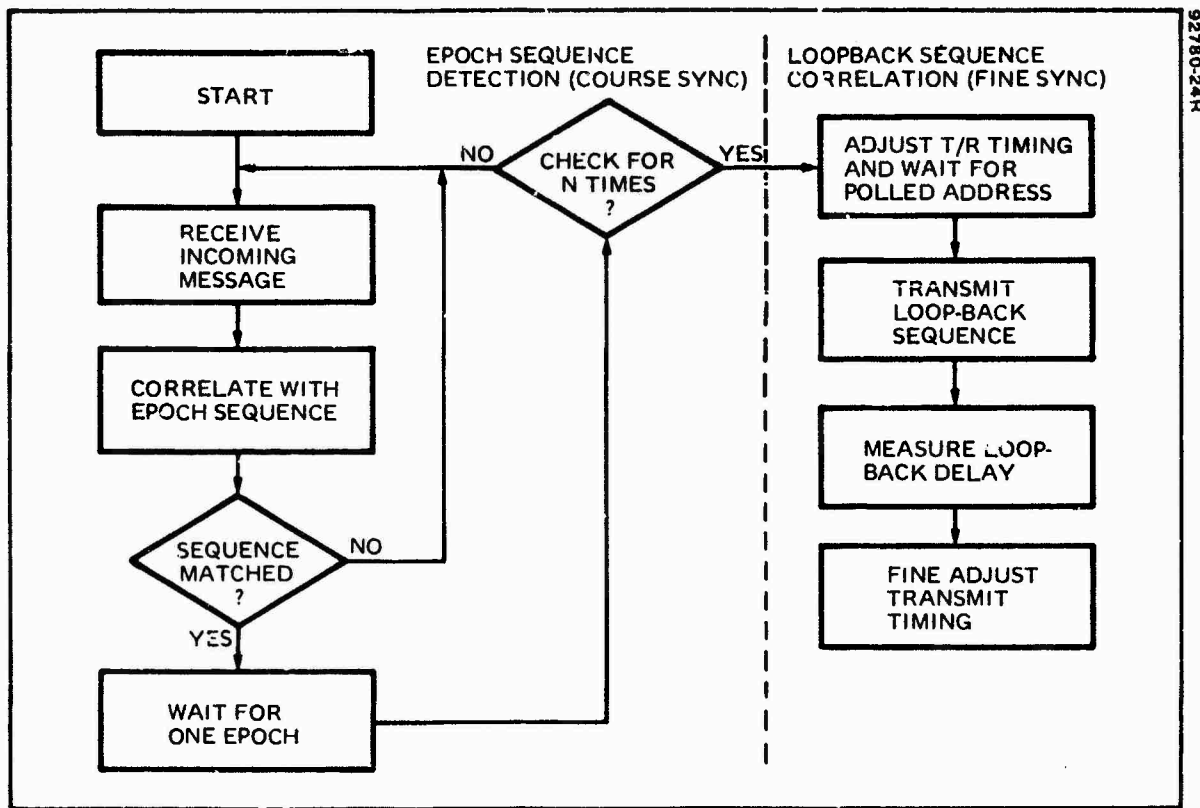 EPOCH SEQUENCE
DETECTION (COURSE SYNC)
LOOPBACK SEQUENCE
CORRELATION (FINE SYNC)
START
RECEIVE
INCOMING
MESSAGE
CORRELATE WITH
EPOCH SEQUENCE
SEQUENCE
MATCHED
?
NO
YES
WAIT FOR
ONE EPOCH
NO
CHECK FOR
N TIMES
?
YES
ADJUST T/R TIMING
AND WAIT FOR
POLLED ADDRESS
TRANSMIT
LOOP-BACK
SEQUENCE
MEASURE LOOP-
BACK DELAY
FINE ADJUST
TRANSMIT
TIMING